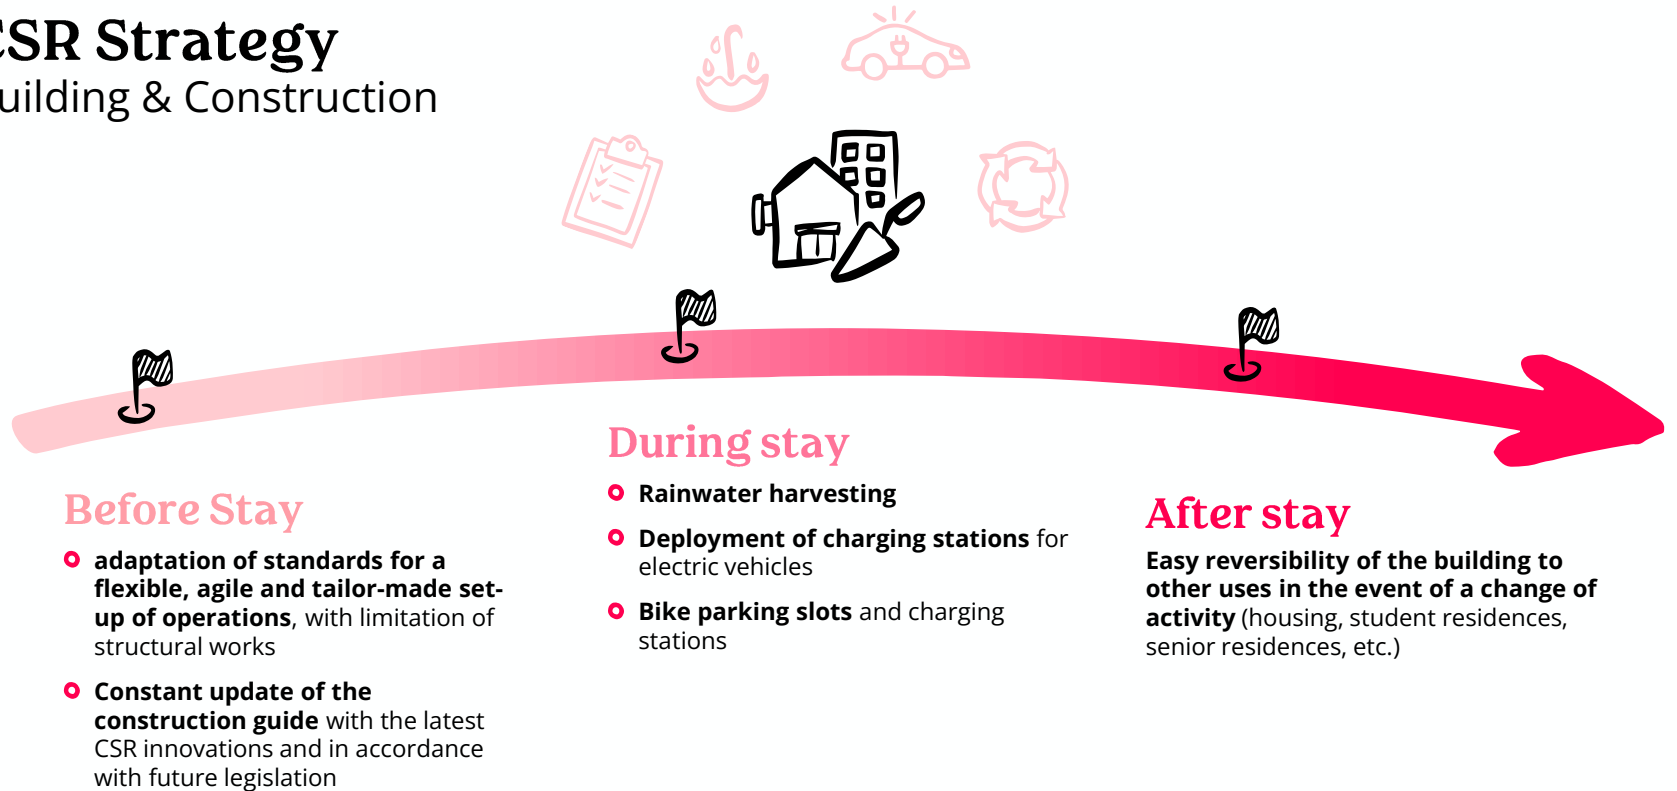 CSR Strategy
Building & Construction
Before Stay
adaptation of standards for a
flexible, agile and tailor-made set-
up of operations, with limitation of
structural works
Constant update of the
construction guide with the latest
CSR innovations and in accordance
with future legislation
During stay
Rainwater harvesting
Deployment of charging stations for
electric vehicles
Bike parking slots and charging
stations
After stay
Easy reversibility of the building to
other uses in the event of a change of
activity (housing, student residences,
senior residences, etc.)